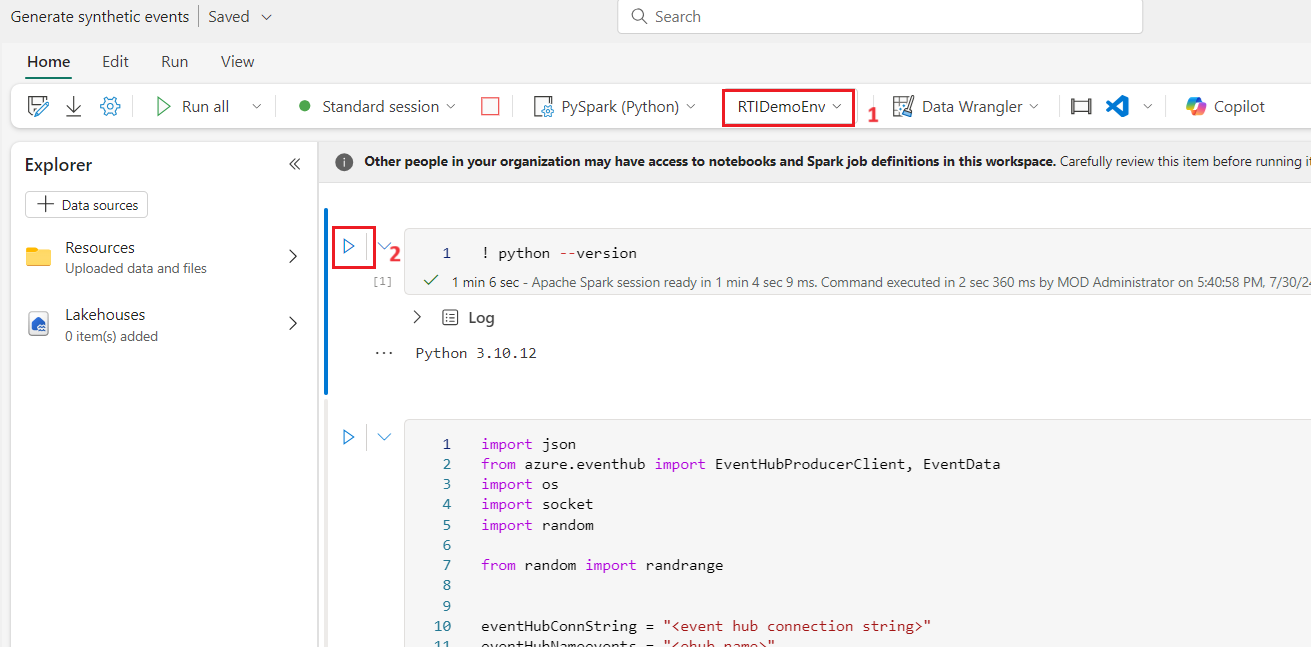 Generate synthetic events Saved
Search
Home Edit Run View
Run all Standard session PySpark (Python) RTIDemoEnv 1 Data Wrangler Copilot
Explorer
Other people in your organization may have access to notebooks and Spark job definitions in this workspace. Carefully review this item before running
Data sources
Resources
Uploaded data and files
Lakehouses
0 item(s) added
2
1 ! python --version
[1] 1 min 6 sec - Apache Spark session ready in 1 min 4 sec 9 ms. Command executed in 2 sec 360 ms by MOD Administrator on 5:40:58 PM, 7/30/24
Log
... Python 3.10.12
1 import json
2 from azure.eventhub import EventHubProducerClient, EventData
3 import os
4 import socket
5 import random
6
7 from random import randrange
8
9
10 eventHubConnString = "<event hub connection string>"
11 eventHubNameevents = "<ehub name>"